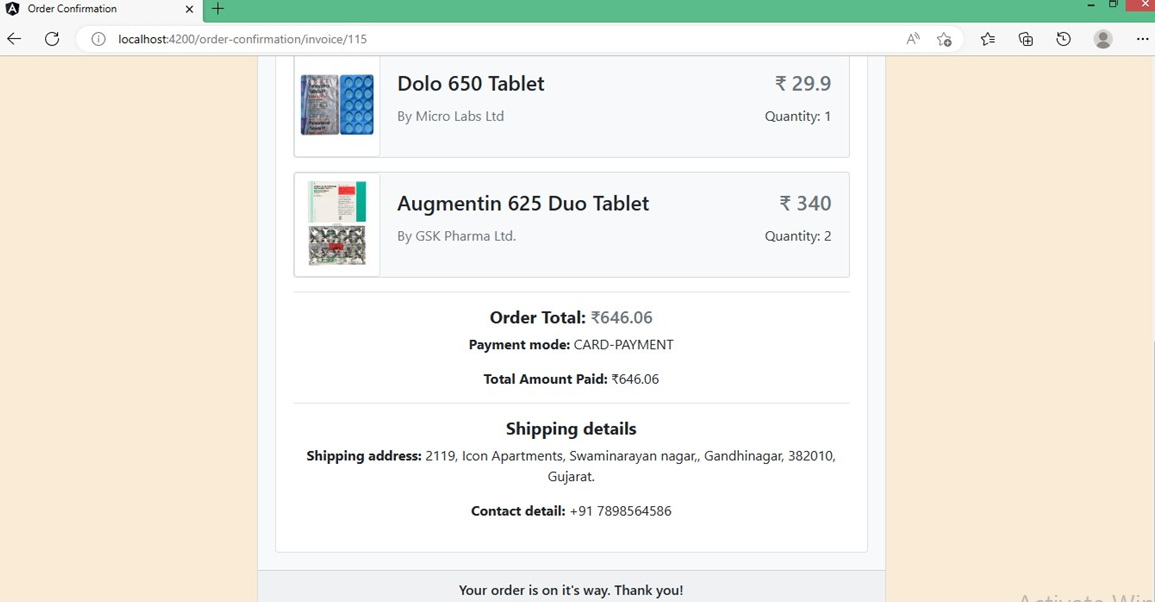 Order Confirmation
localhost:4200/order-confirmation/invoice/115
Dolo 650 Tablet
₹ 29.9
By Micro Labs Ltd
Quantity: 1
Augmentin 625 Duo Tablet
₹ 340
By GSK Pharma Ltd.
Quantity: 2
Order Total: ₹646.06
Payment mode: CARD-PAYMENT
Total Amount Paid: ₹646.06
Shipping details
Shipping address: 2119, Icon Apartments, Swaminarayan nagar,, Gandhinagar, 382010,
Gujarat.
Contact detail: +91 7898564586
Your order is on it's way. Thank you!